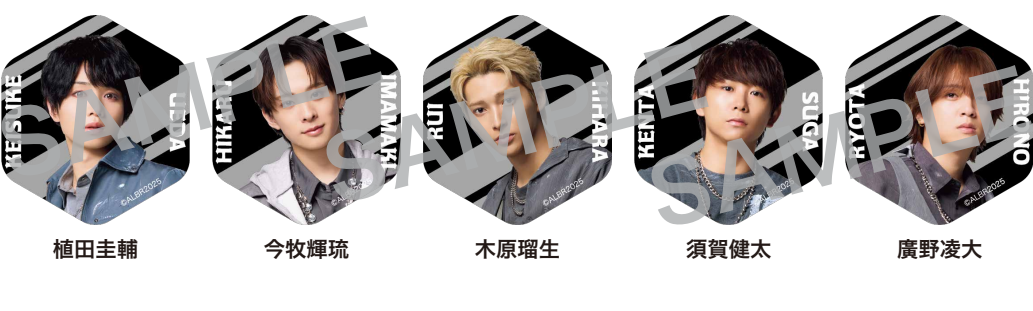 KEISUKE
UEDA
SAMPLE
©ALBR2025
植田圭輔
HIKARU
IMAMAKI
SAMPLE
©ALBR2025
今牧輝琉
RUI
KIHARA
SAMPLE
©ALBR2025
木原瑠生
KENTA
SUGA
SAMPLE
©ALBR2025
須賀健太
RYOTA
HIRONO
©ALBR2025
廣野凌大